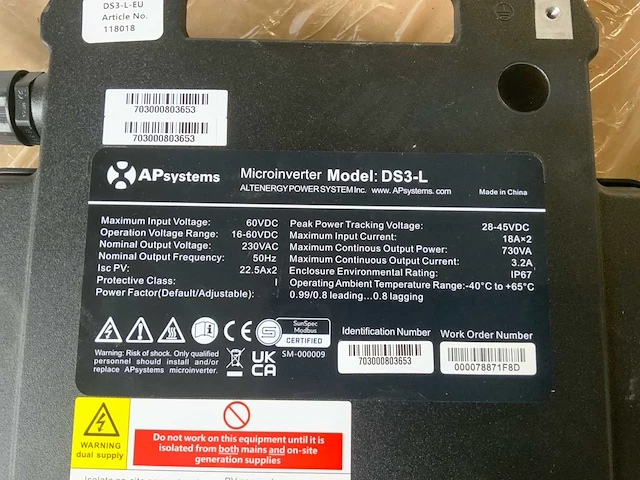 DS3-L-EU
Article No.
118018
703000803653
703000803653
APsystems
Microinverter Model: DS3-L
ALTENERGY POWER SYSTEM Inc. www. APsystems. com
Made in China
Maximum Input Voltage: 60VDC
Operation Voltage Range: 16-60VDC
Nominal Output Voltage: 230VAC
Nominal Output Frequency: 50Hz
Isc PV: 22.5Ax2
Protective Class: I
Power Factor(Default/Adjustable):
Peak Power Tracking Voltage: 28-45VDC
Maximum Input Current: 18A×2
Maximum Continous Output Power: 730VA
Maximum Continuous Output Current: 3.2A
Enclosure Environmental Rating: IP67
Operating Ambient Temperature Range:-40°C to +65°C
0.99/0.8 leading...0.8 lagging
CE
SunSpec
Modbus
CERTIFIED
SM-000009
UK
CA
Warning: Risk of shock. Only qualified
personnel should install and/or
replace APsystems microinverter.
Identification Number
703000803653
Work Order Number
000078871F8D
WARNING
dual supply
Do not work on this equipment until it is
isolated from both mains and on-site
generation supplies